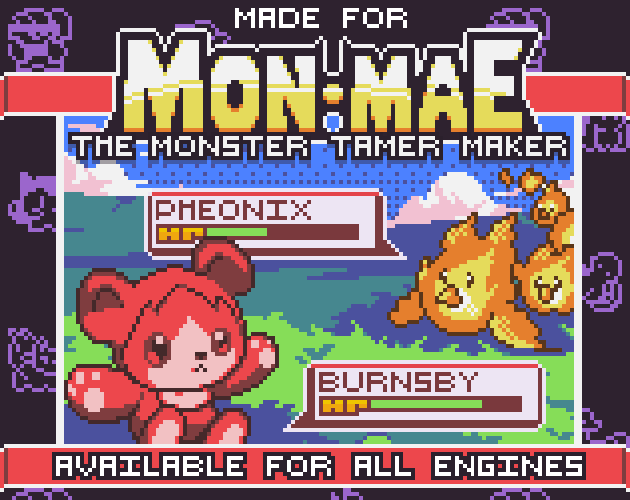 MADE FOR
MON:MAE
THE MONSTER TAMER MAKER
PHEONIX
HP
BURNSBY
HP
AVAILABLE FOR ALL ENGINES